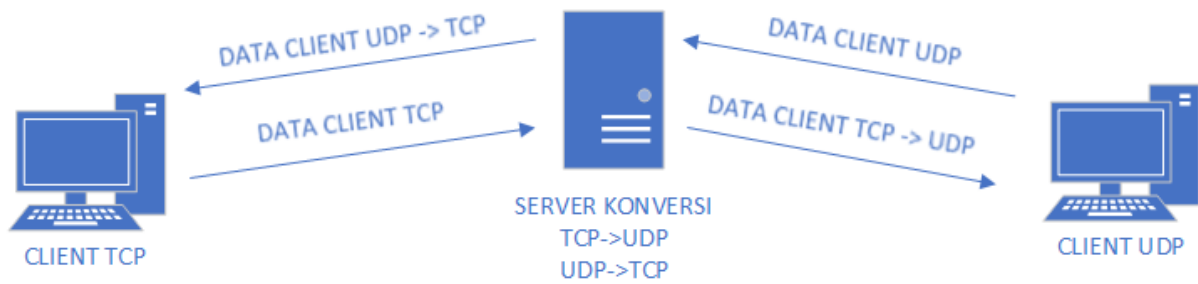 DATA CLIENT UDP -> TCP
DATA CLIENT UDP
DATA CLIENT TCP
DATA CLIENT TCP -> UDP
SERVER KONVERSI
TCP->UDP
UDP->TCP
CLIENT TCP
CLIENT UDP